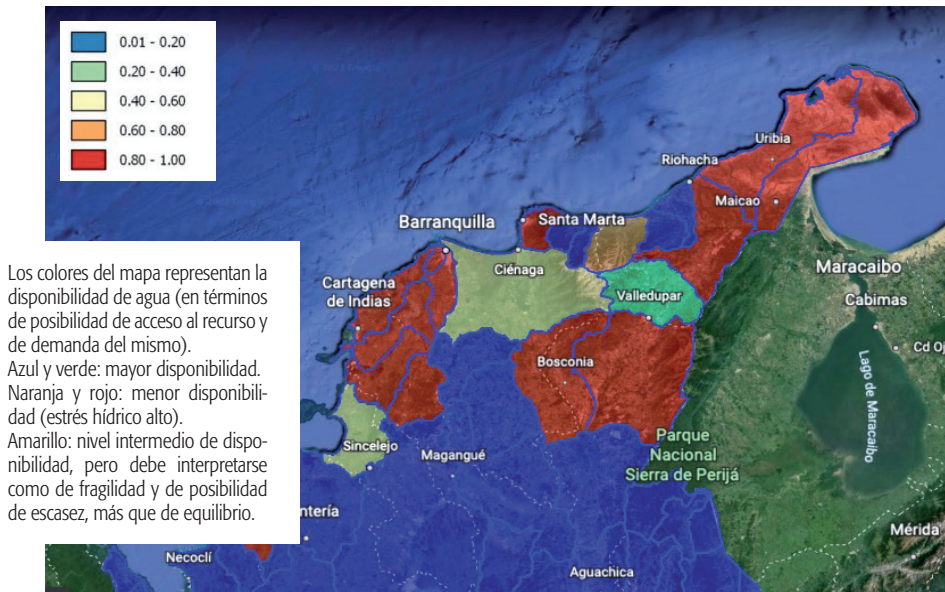 0.01 - 0.20
0.20 - 0.40
0.40 - 0.60
0.60 - 0.80
0.80 - 1.00
Los colores del mapa representan la
disponibilidad de agua (en términos
de posibilidad de acceso al recurso y
de demanda del mismo).
Azul y verde: mayor disponibilidad.
Naranja y rojo: menor disponibili-
dad (estrés hídrico alto).
Amarillo: nivel intermedio de dispo-
nibilidad, pero debe interpretarse
como de fragilidad y de posibilidad
de escasez, más que de equilibrio.
Uribia
Riohacha
Maicao
Santa Marta
Barranquilla
Ciénaga
Maracaibo
Cartagena
de Indias
Valledupar
Cabimas
Cd Oj
Bosconia
Lago de
Maracaibo
Sincelejo
Magangué
Parque
Nacional
Sierra de Perijá
ntería
Mérida
Necoclí
Aguachica